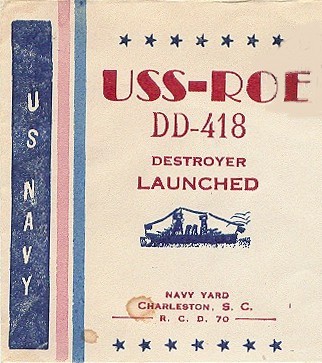 US NAVY
USS-ROE
DD-418
DESTROYER
LAUNCHED
NAVY YARD
CHARLESTON, S. C.
R. C. D. 70